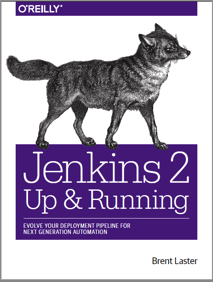 O'REILLY®
Jenkins 2
Up & Running
EVOLVE YOUR DEPLOYMENT PIPELINE FOR
NEXT GENERATION AUTOMATION
Brent Laster